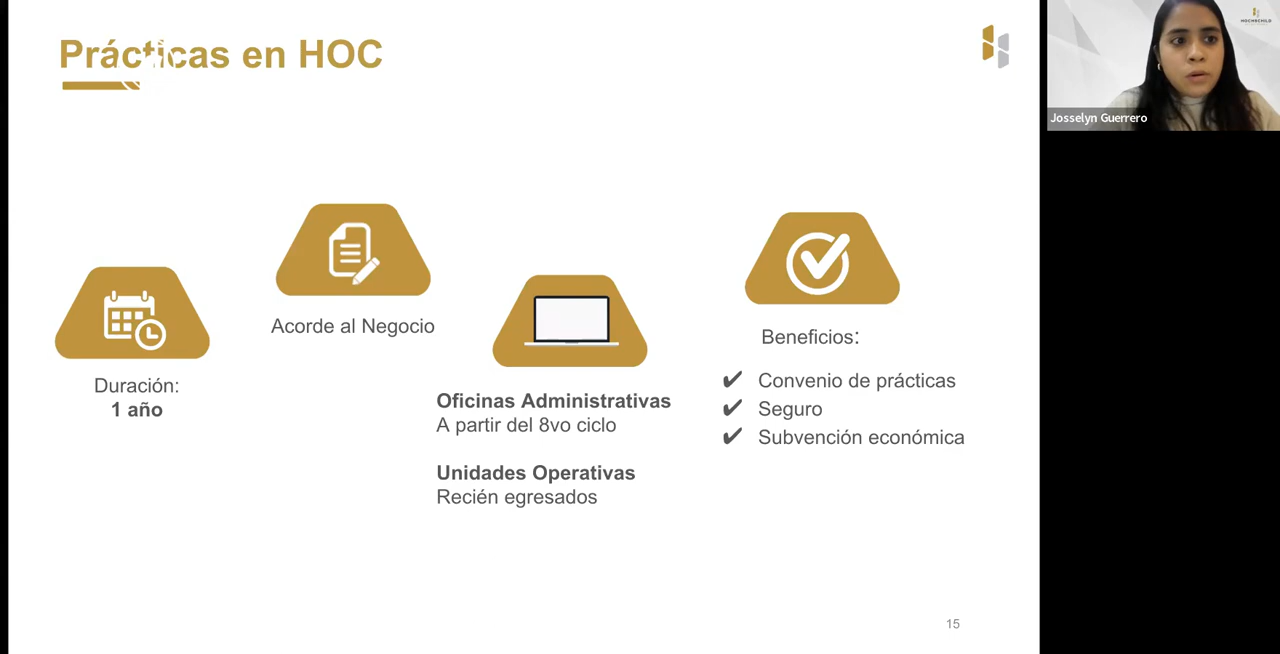 Prácticas en HOC
HOCHSCHILD
Josselyn Guerrero
Duración:
1 año
Acorde al Negocio
Oficinas Administrativas
A partir del 8vo ciclo
Unidades Operativas
Recién egresados
Beneficios:
✔ Convenio de prácticas
✔ Seguro
✔ Subvención económica
15